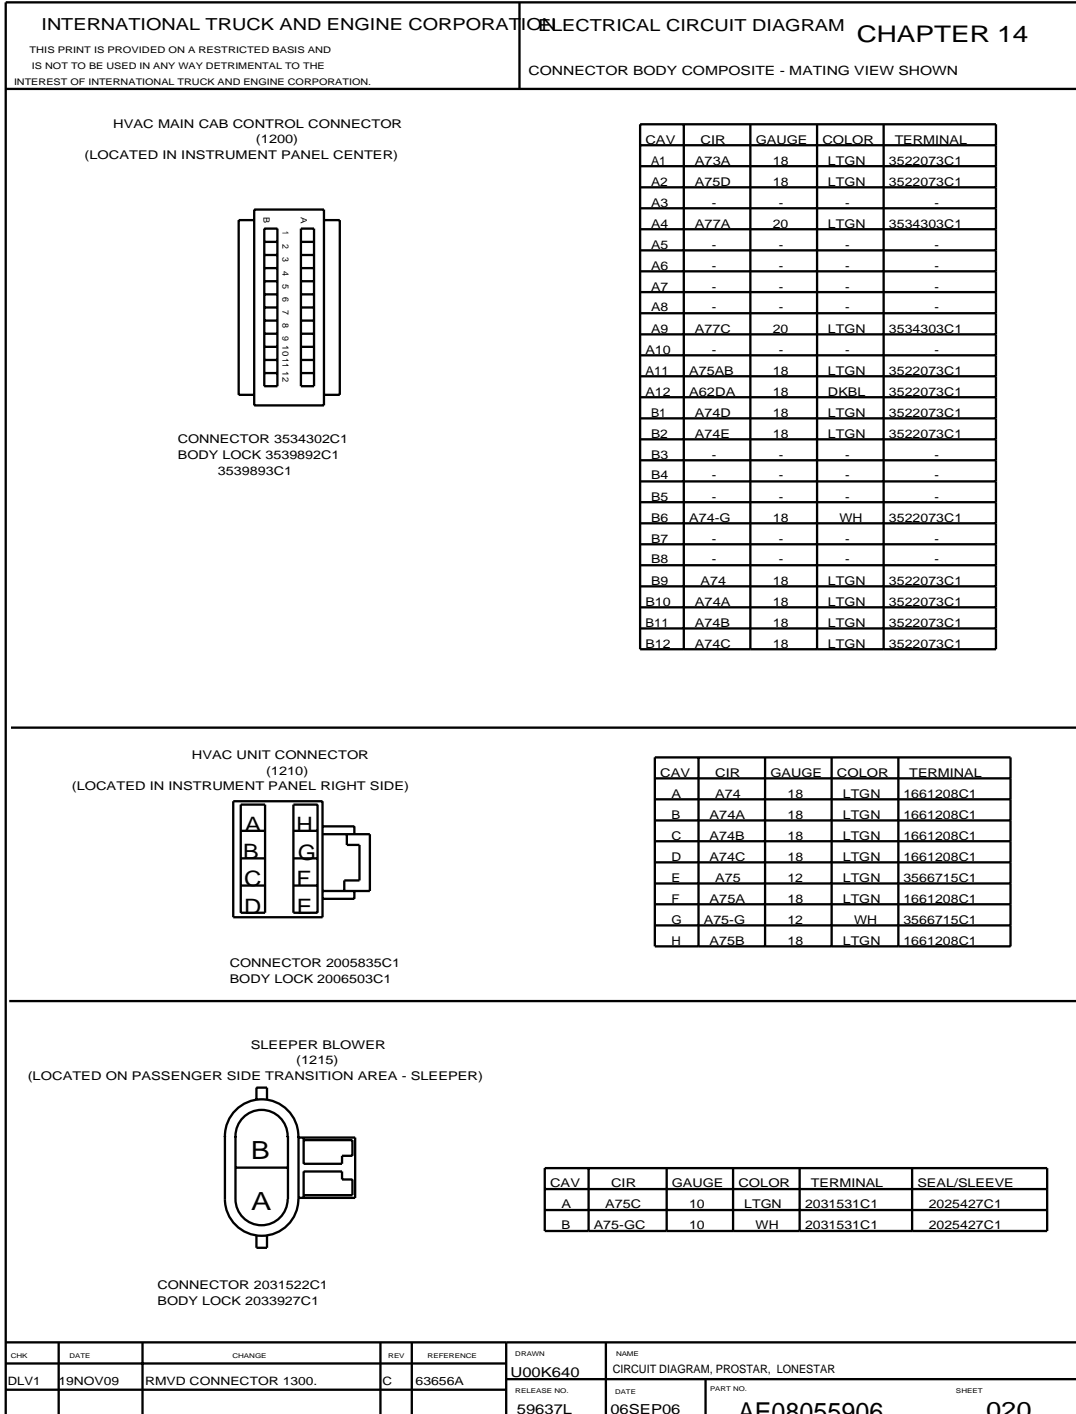 INTERNATIONAL TRUCK AND ENGINE CORPORATION
THIS PRINT IS PROVIDED ON A RESTRICTED BASIS AND
IS NOT TO BE USED IN ANY WAY DETRIMENTAL TO THE
INTEREST OF INTERNATIONAL TRUCK AND ENGINE CORPORATION.
ELECTRICAL CIRCUIT DIAGRAM CHAPTER 14
CONNECTOR BODY COMPOSITE - MATING VIEW SHOWN
HVAC MAIN CAB CONTROL CONNECTOR
(1200)
(LOCATED IN INSTRUMENT PANEL CENTER)
B A
1
2
3
4
5
6
7
8
9
10
11
12
CONNECTOR 3534302C1
BODY LOCK 3539892C1
3539893C1
CAV CIR GAUGE COLOR TERMINAL
A1 A73A 18 LTGN 3522073C1
A2 A75D 18 LTGN 3522073C1
A3 - - - -
A4 A77A 20 LTGN 3534303C1
A5 - - - -
A6 - - - -
A7 - - - -
A8 - - - -
A9 A77C 20 LTGN 3534303C1
A10 - - - -
A11 A75AB 18 LTGN 3522073C1
A12 A62DA 18 DKBL 3522073C1
B1 A74D 18 LTGN 3522073C1
B2 A74E 18 LTGN 3522073C1
B3 - - - -
B4 - - - -
B5 - - - -
B6 A74-G 18 WH 3522073C1
B7 - - - -
B8 - - - -
B9 A74 18 LTGN 3522073C1
B10 A74A 18 LTGN 3522073C1
B11 A74B 18 LTGN 3522073C1
B12 A74C 18 LTGN 3522073C1
HVAC UNIT CONNECTOR
(1210)
(LOCATED IN INSTRUMENT PANEL RIGHT SIDE)
A H
B G
C F
D E
CONNECTOR 2005835C1
BODY LOCK 2006503C1
CAV CIR GAUGE COLOR TERMINAL
A A74 18 LTGN 1661208C1
B A74A 18 LTGN 1661208C1
C A74B 18 LTGN 1661208C1
D A74C 18 LTGN 1661208C1
E A75 12 LTGN 3566715C1
F A75A 18 LTGN 1661208C1
G A75-G 12 WH 3566715C1
H A75B 18 LTGN 1661208C1
SLEEPER BLOWER
(1215)
(LOCATED ON PASSENGER SIDE TRANSITION AREA - SLEEPER)
B
A
CONNECTOR 2031522C1
BODY LOCK 2033927C1
CAV CIR GAUGE COLOR TERMINAL SEAL/SLEEVE
A A75C 10 LTGN 2031531C1 2025427C1
B A75-GC 10 WH 2031531C1 2025427C1
CHK DATE CHANGE REV REFERENCE
DLV1 19NOV09 RMVD CONNECTOR 1300. C 63656A
DRAWN
U00K640
NAME
CIRCUIT DIAGRAM, PROSTAR, LONESTAR
RELEASE NO.
59637L
DATE
06SEP06
PART NO.
AE08055906
SHEET
020